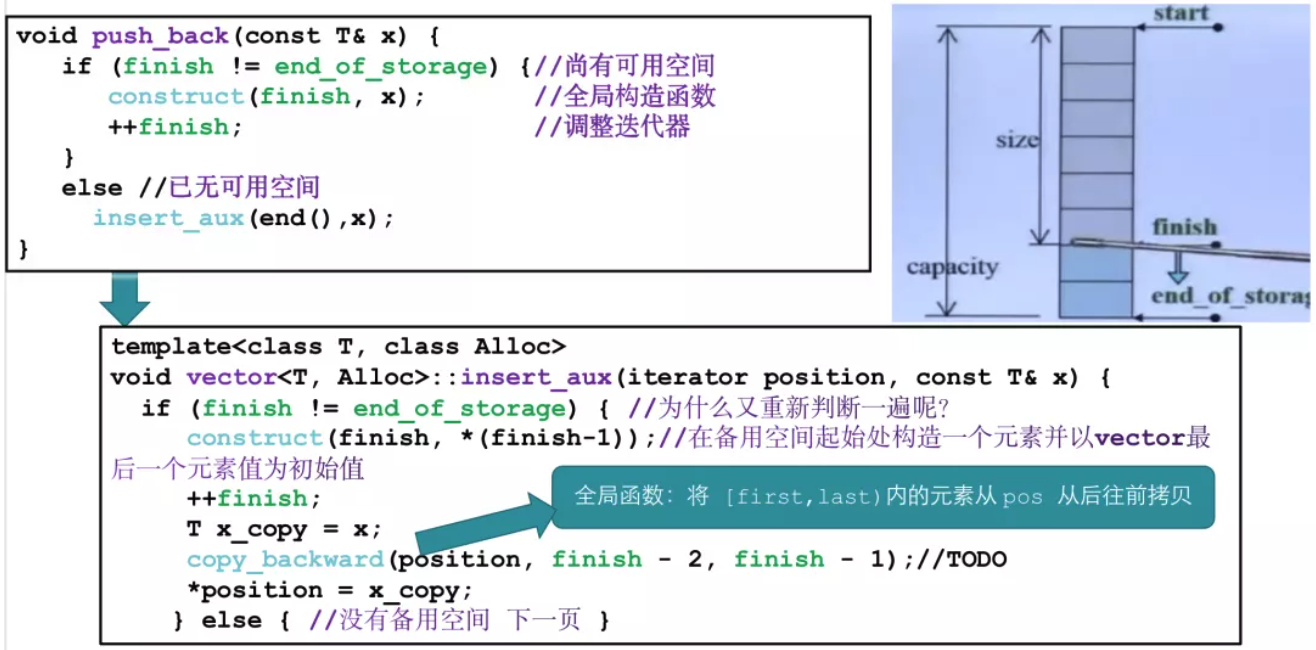 void push_back(const T& x) {
if (finish != end_of_storage) {//尚有可用空间
construct(finish, x); //全局构造函数
++finish; //调整迭代器
}
else //已无可用空间
insert_aux(end(),x);
}
start
size
finish
capacity
end_of_storag
template<class T, class Alloc>
void vector<T, Alloc>::insert_aux(iterator position, const T& x) {
if (finish != end_of_storage) { //为什么又重新判断一遍呢?
construct(finish, *(finish-1));//在备用空间起始处构造一个元素并以vector最
后一个元素值为初始值
++finish;
全局函数：将 [first,last)内的元素从pos 从后往前拷贝
T x_copy = x;
copy_backward(position, finish - 2, finish - 1);//TODO
*position = x_copy;
} else { //没有备用空间 下一页 }